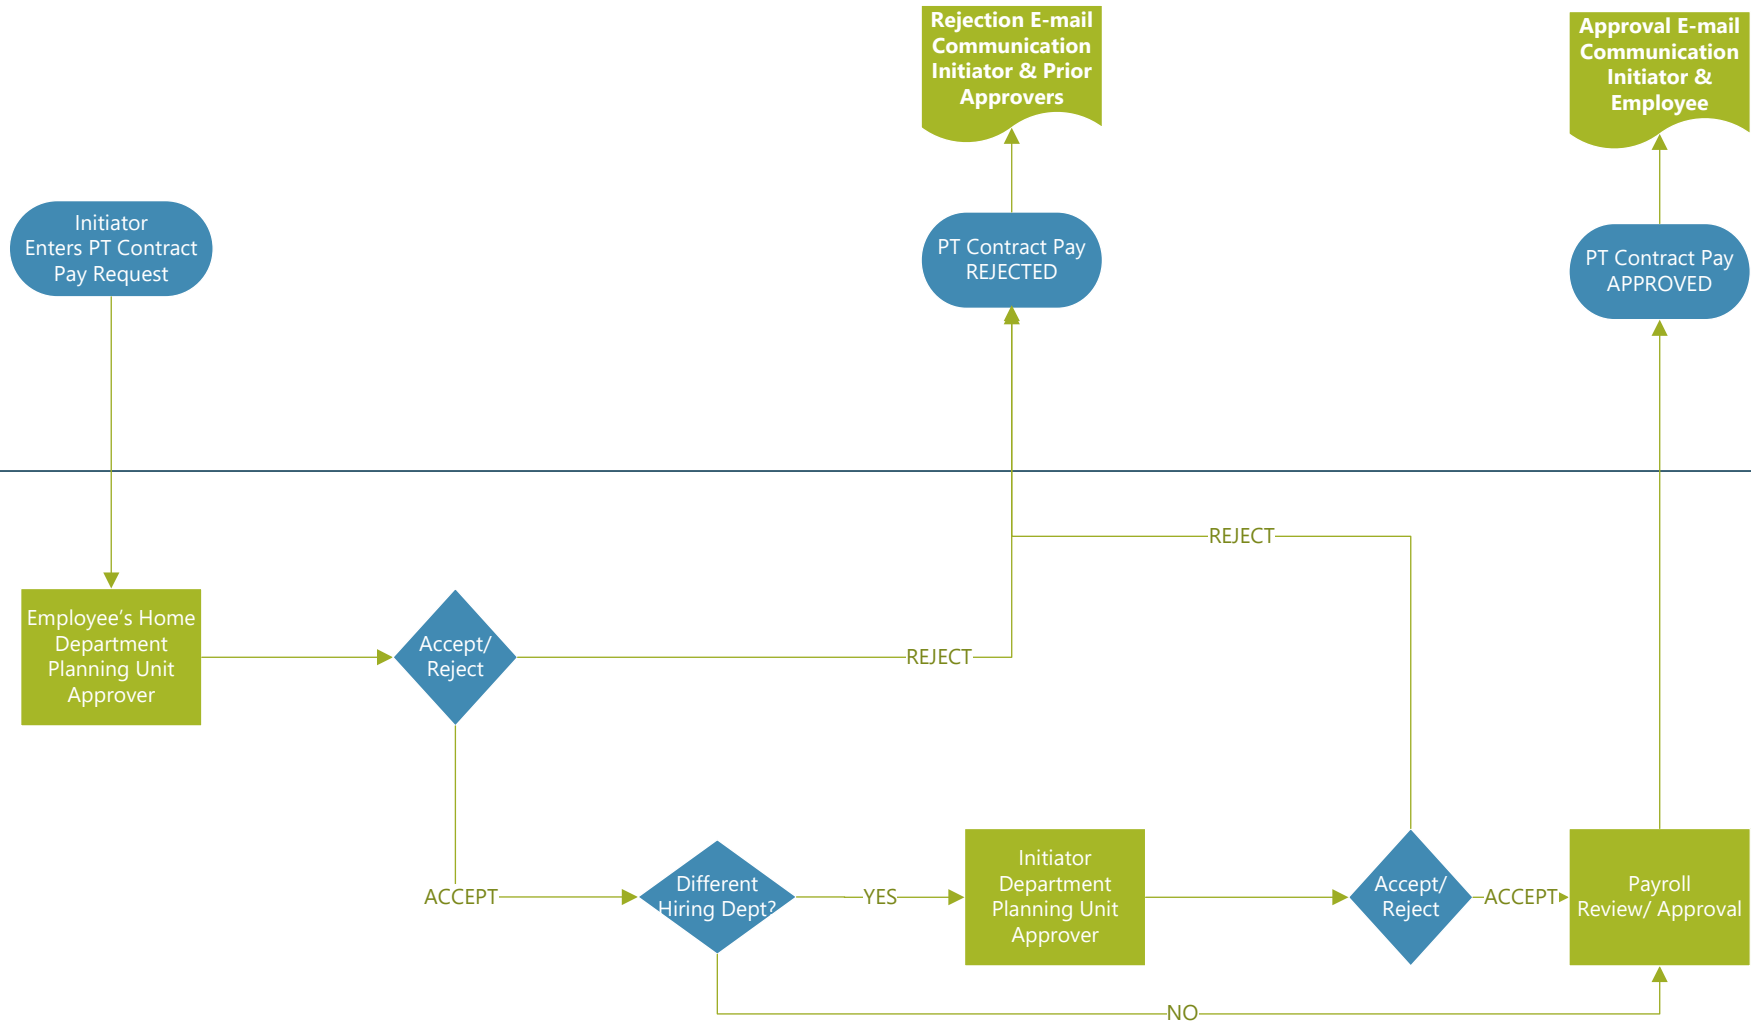 Rejection E-mail
Communication
Initiator & Prior
Approvers
Approval E-mail
Communication
Initiator &
Employee
Initiator
Enters PT Contract
Pay Request
PT Contract Pay
REJECTED
PT Contract Pay
APPROVED
REJECT
Employee’s Home
Department
Planning Unit
Approver
Accept/
Reject
REJECT
ACCEPT
Different
Hiring Dept?
YES
Initiator
Department
Planning Unit
Approver
Accept/
Reject
ACCEPT
Payroll
Review/ Approval
NO